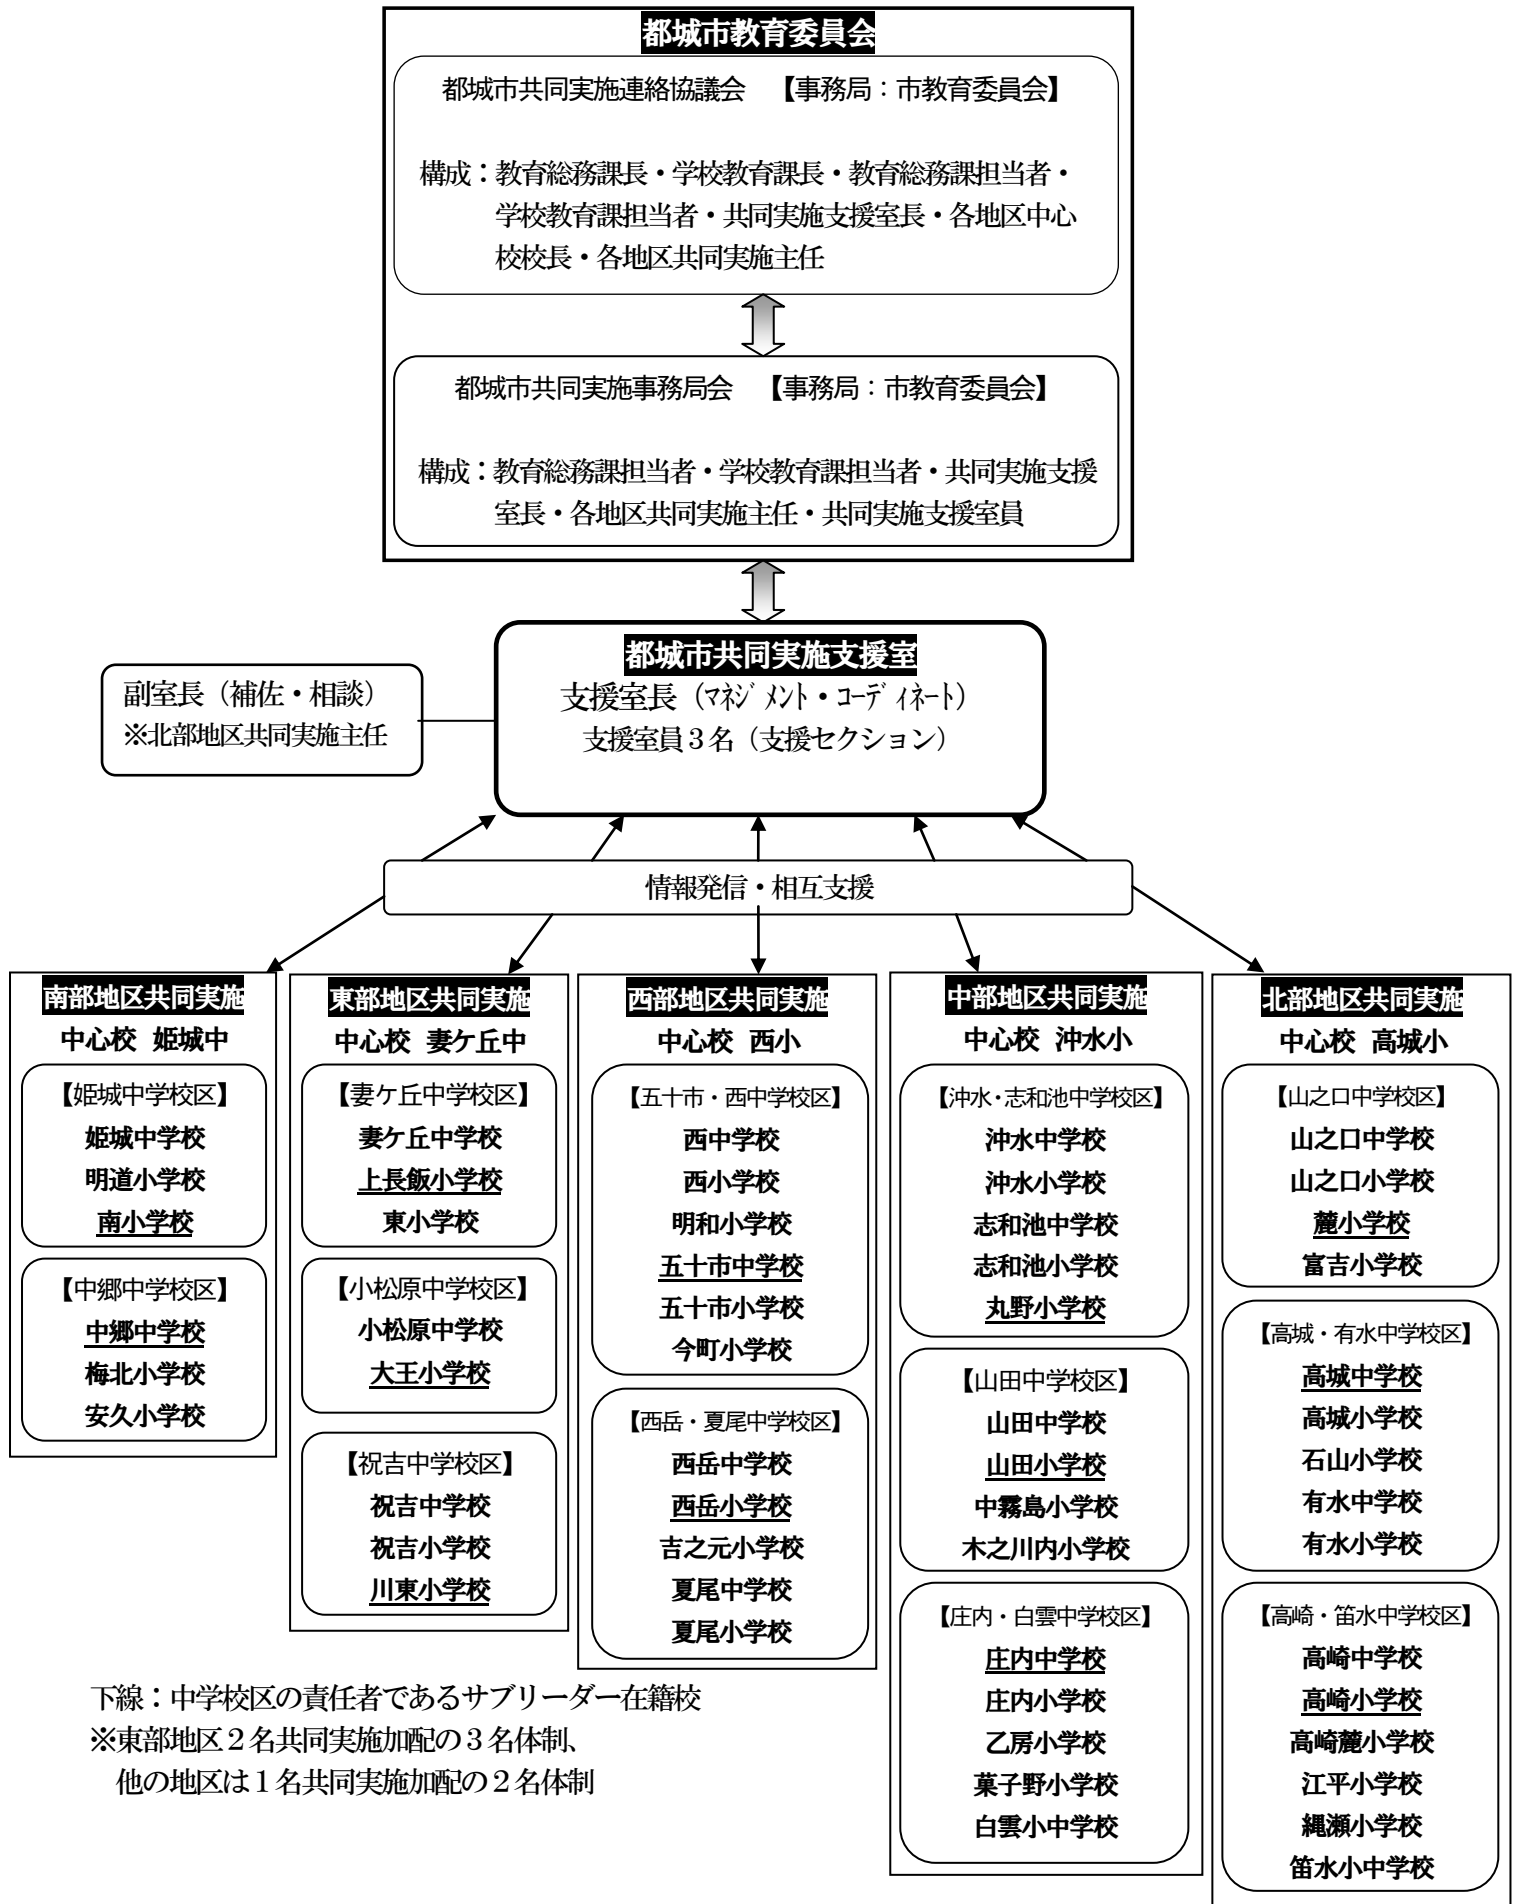 都城市教育委員会
都城市共同実施連絡協議会　【事務局：市教育委員会】
構成：教育総務課長・学校教育課長・教育総務課担当者・
学校教育課担当者・共同実施支援室長・各地区中心
校校長・各地区共同実施主任
都城市共同実施事務局会　【事務局：市教育委員会】
構成：教育総務課担当者・学校教育課担当者・共同実施支援
室長・各地区共同実施主任・共同実施支援室員
都城市共同実施支援室
支援室長（ﾏﾈｼﾞﾒﾝﾄ・ｺｰﾃﾞｨﾈｰﾄ）
支援室員３名（支援セクション）
副室長（補佐・相談）
※北部地区共同実施主任
情報発信・相互支援
南部地区共同実施
中心校 姫城中
【姫城中学校区】
姫城中学校
明道小学校
南小学校
【中郷中学校区】
中郷中学校
梅北小学校
安久小学校
東部地区共同実施
中心校 妻ケ丘中
【妻ケ丘中学校区】
妻ケ丘中学校
上長飯小学校
東小学校
【小松原中学校区】
小松原中学校
大王小学校
【祝吉中学校区】
祝吉中学校
祝吉小学校
川東小学校
西部地区共同実施
中心校 西小
【五十市・西中学校区】
西中学校
西小学校
明和小学校
五十市中学校
五十市小学校
今町小学校
【西岳・夏尾中学校区】
西岳中学校
西岳小学校
吉之元小学校
夏尾中学校
夏尾小学校
中部地区共同実施
中心校 沖水小
【沖水・志和池中学校区】
沖水中学校
沖水小学校
志和池中学校
志和池小学校
丸野小学校
【山田中学校区】
山田中学校
山田小学校
中霧島小学校
木之川内小学校
【庄内・白雲中学校区】
庄内中学校
庄内小学校
乙房小学校
菓子野小学校
白雲小中学校
北部地区共同実施
中心校 高城小
【山之口中学校区】
山之口中学校
山之口小学校
麓小学校
富吉小学校
【高城・有水中学校区】
高城中学校
高城小学校
石山小学校
有水中学校
有水小学校
【高崎・笛水中学校区】
高崎中学校
高崎小学校
高崎麓小学校
江平小学校
縄瀬小学校
笛水小中学校
下線：中学校区の責任者であるサブリーダー在籍校
※東部地区２名共同実施加配の３名体制、
他の地区は１名共同実施加配の２名体制